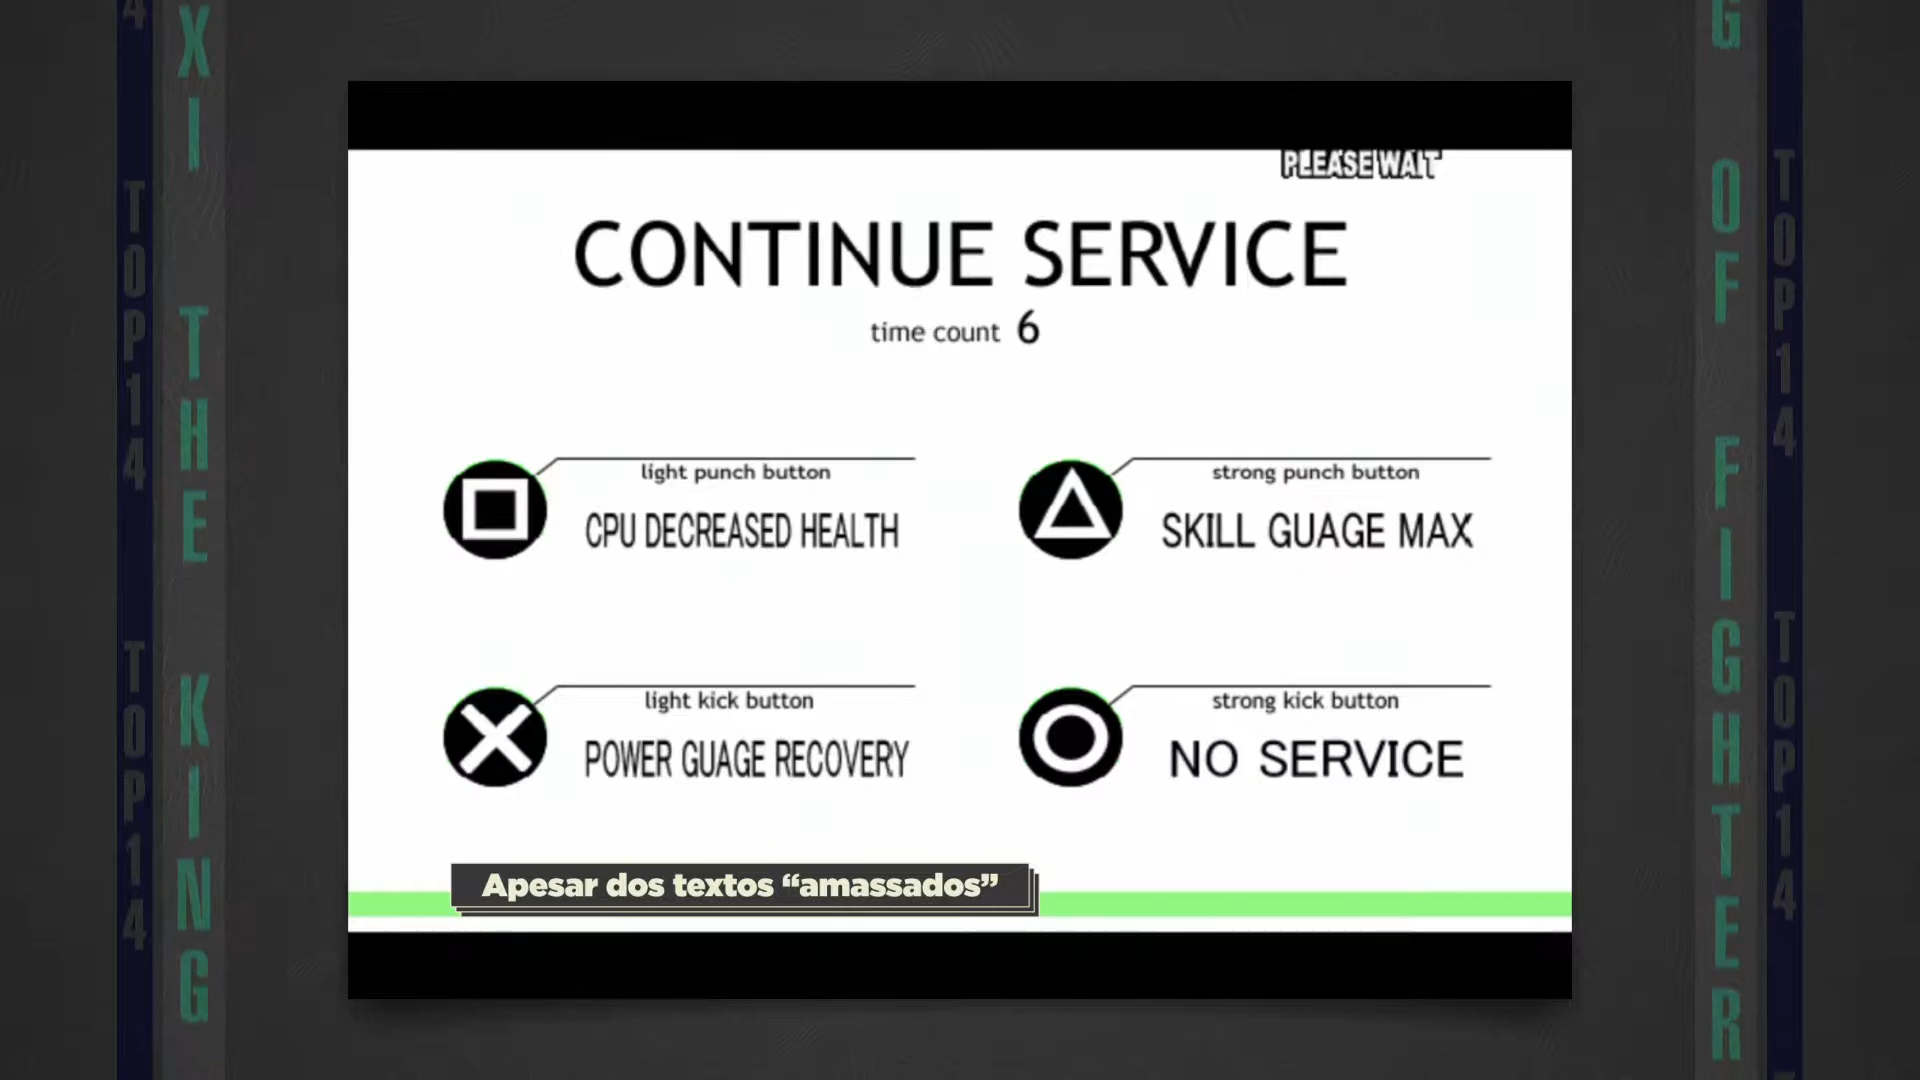 PLEASE WAIT
CONTINUE SERVICE
time count 6
light punch button
CPU DECREASED HEALTH
strong punch button
SKILL GUAGE MAX
light kick button
POWER GUAGE RECOVERY
strong kick button
NO SERVICE
Apesar dos textos “amassados”
XI THE KING
TOP14 TOP14
G OF FIGHTER
TOP14 TOP14